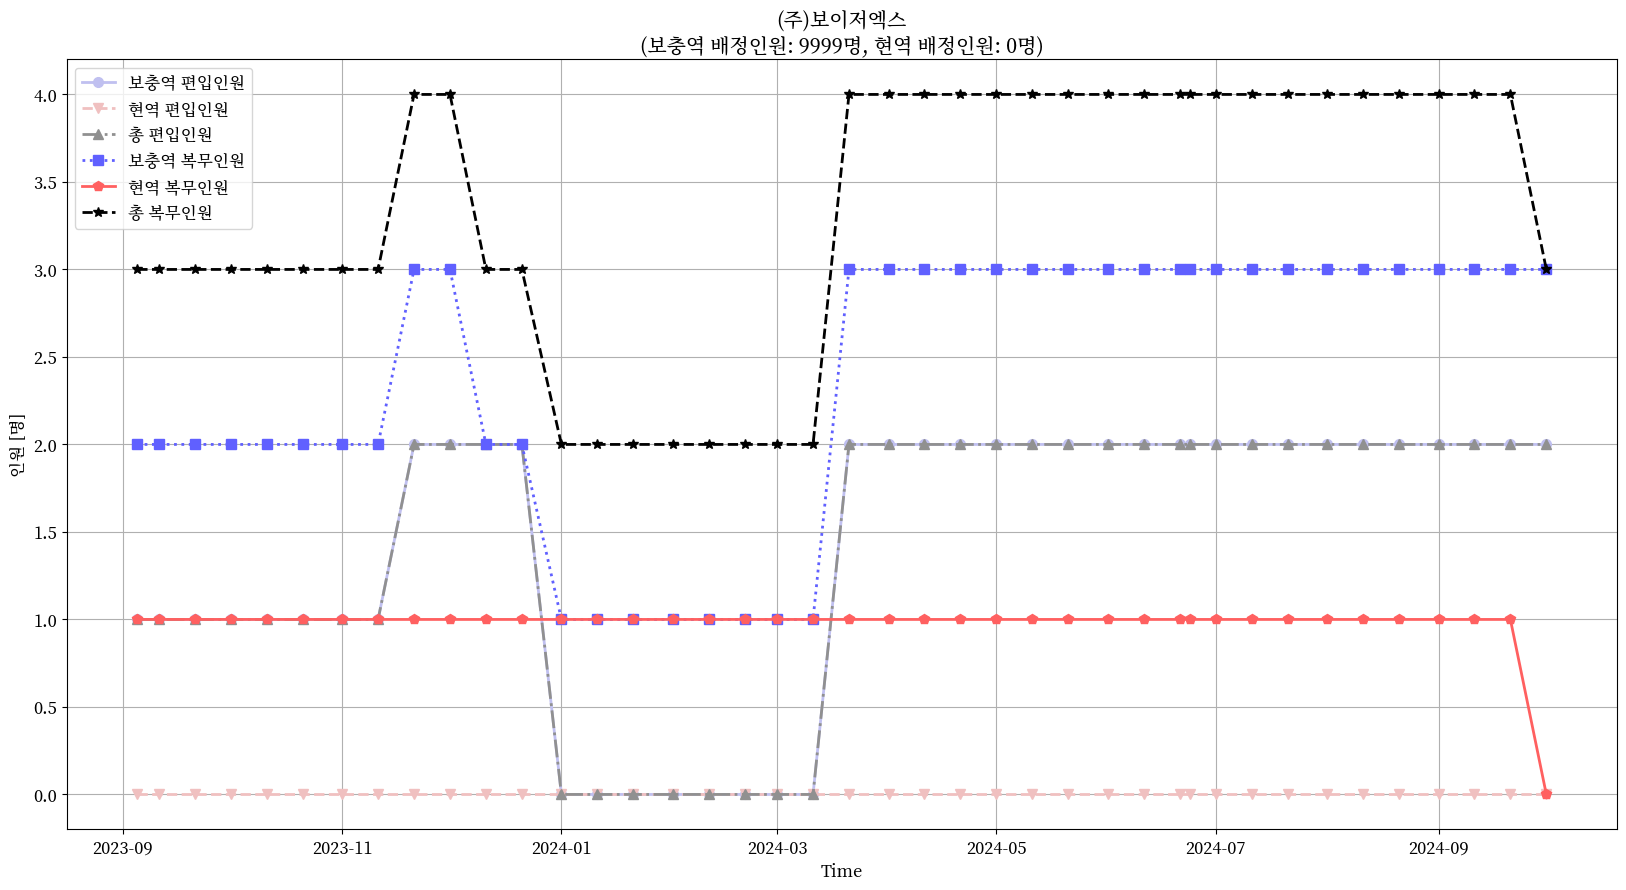 (주)보이저엑스
(보충역 배정인원: 9999명, 현역 배정인원: 0명)
보충역 편입인원
현역 편입인원
총 편입인원
보충역 복무인원
현역 복무인원
총 복무인원
4.0
3.5
3.0
2.5
2.0
1.5
1.0
0.5
0.0
인원 [명]
2023-09
2023-11
2024-01
2024-03
2024-05
2024-07
2024-09
Time